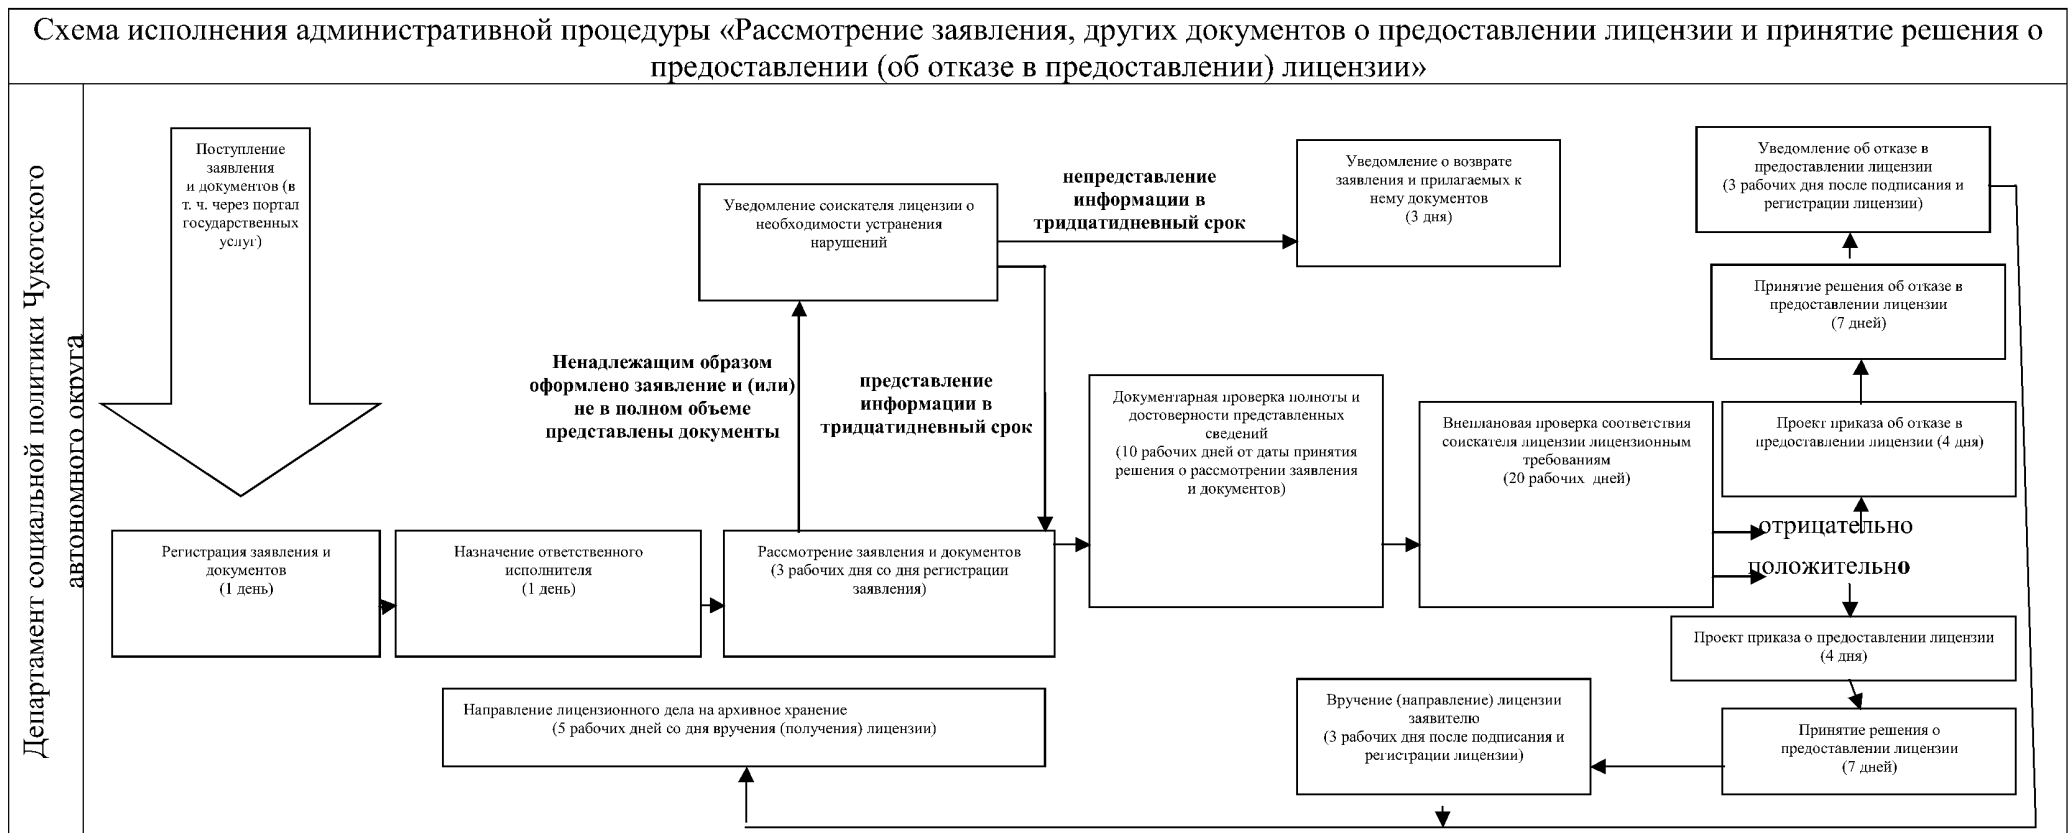 Схема исполнения административной процедуры «Рассмотрение заявления, других документов о предоставлении лицензии и принятие решения о
предоставлении (об отказе в предоставлении) лицензии»
Департамент социальной политики Чукотского
автономного округа
Поступление
заявления
и документов (в
т. ч. через портал
государственных
услуг)
Регистрация заявления и
документов
(1 день)
Назначение ответственного
исполнителя
(1 день)
Рассмотрение заявления и документов
(3 рабочих дня со дня регистрации
заявления)
Ненадлежащим образом
оформлено заявление и (или)
не в полном объеме
представлены документы
Уведомление соискателя лицензии о
необходимости устранения
нарушений
представление
информации в
тридцатидневный срок
непредставление
информации в
тридцатидневный срок
Уведомление о возврате
заявления и прилагаемых к
нему документов
(3 дня)
Документарная проверка полноты и
достоверности представленных
сведений
(10 рабочих дней от даты принятия
решения о рассмотрении заявления
и документов)
Внеплановая проверка соответствия
соискателя лицензии лицензионным
требованиям
(20 рабочих дней)
отрицательно
положительно
Проект приказа об отказе в
предоставлении лицензии (4 дня)
Принятие решения об отказе в
предоставлении лицензии
(7 дней)
Уведомление об отказе в
предоставлении лицензии
(3 рабочих дня после подписания и
регистрации лицензии)
Проект приказа о предоставлении лицензии
(4 дня)
Принятие решения о
предоставлении лицензии
(7 дней)
Вручение (направление) лицензии
заявителю
(3 рабочих дня после подписания и
регистрации лицензии)
Направление лицензионного дела на архивное хранение
(5 рабочих дней со дня вручения (получения) лицензии)